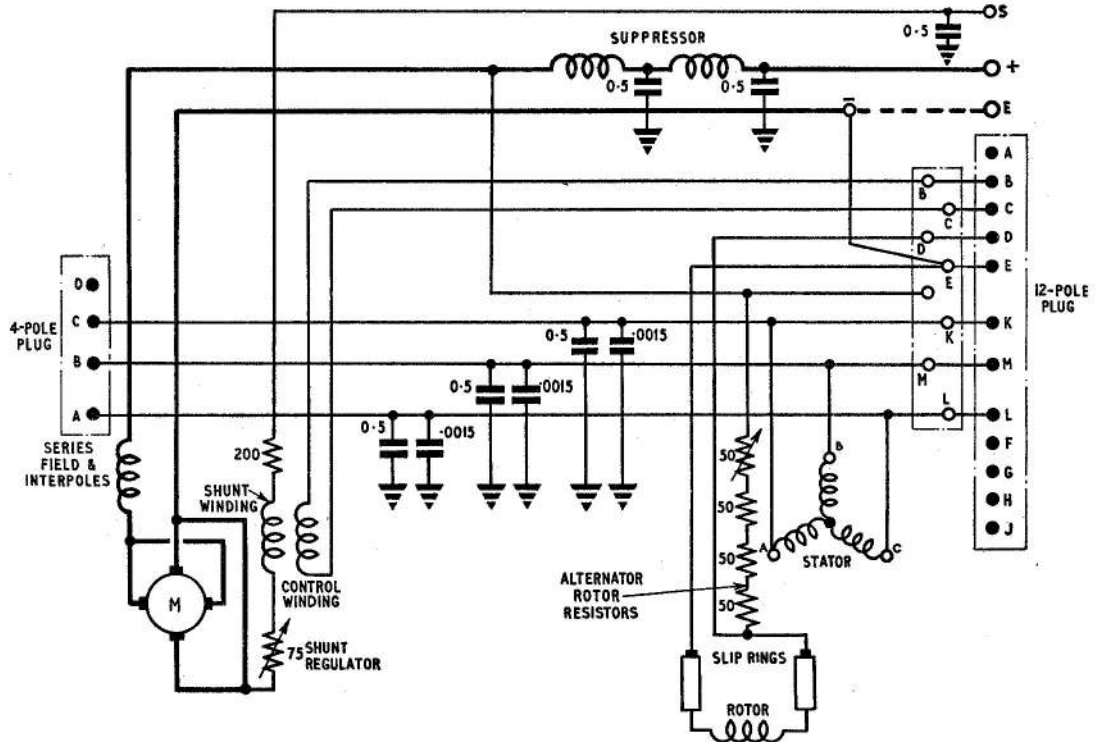 S
0·5
SUPPRESSOR
+
0·5
0·5
–
E
A
B
B
C
C
D
D
E
E
12-POLE
PLUG
4-POLE
PLUG
D
C
B
A
K
K
M
M
L
L
F
G
H
J
0·5
·0015
0·5
·0015
0·5
·0015
SERIES
FIELD &
INTERPOLES
200
SHUNT
WINDING
CONTROL
WINDING
M
75
SHUNT
REGULATOR
50
50
50
50
ALTERNATOR
ROTOR
RESISTORS
B
A
C
STATOR
SLIP RINGS
ROTOR